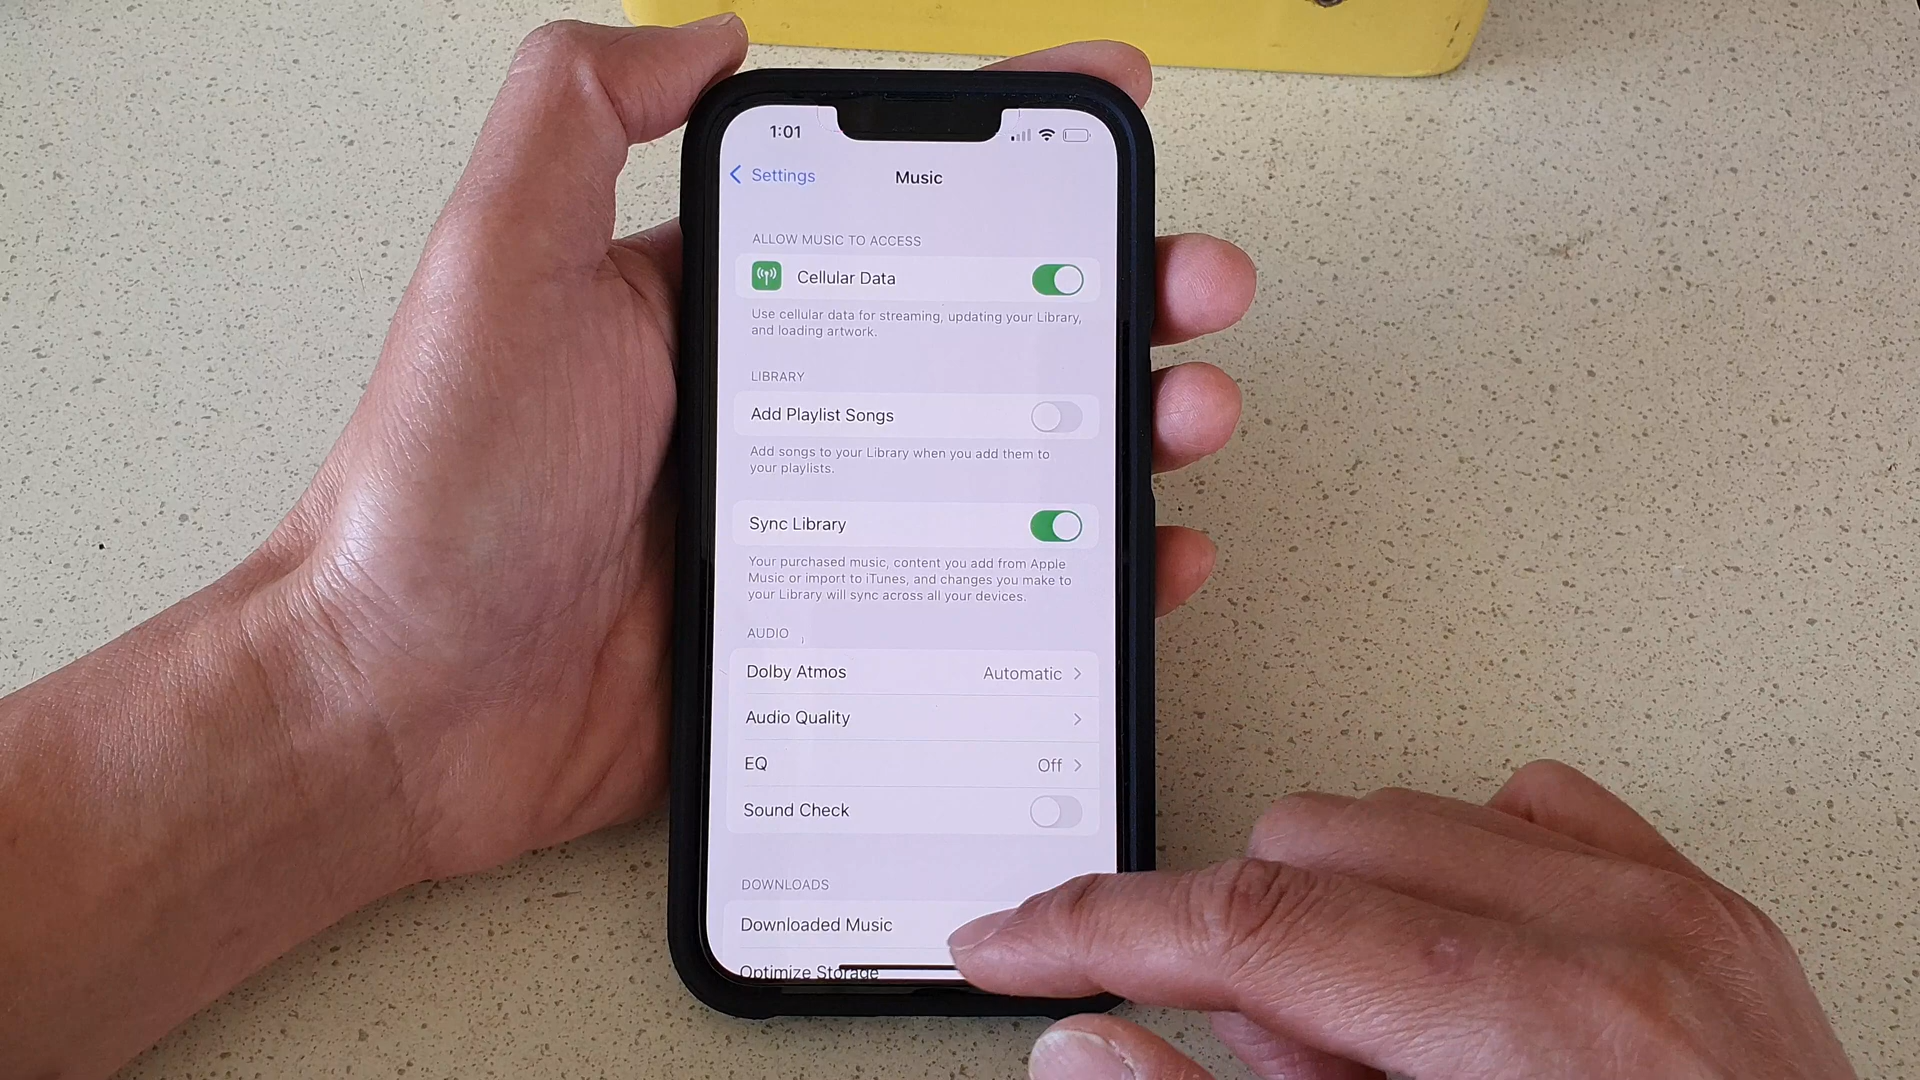 1:01
Settings
Music
ALLOW MUSIC TO ACCESS
Cellular Data
Use cellular data for streaming, updating your Library,
and loading artwork.
LIBRARY
Add Playlist Songs
Add songs to your Library when you add them to
your playlists.
Sync Library
Your purchased music, content you add from Apple
Music or import to iTunes, and changes you make to
your Library will sync across all your devices.
AUDIO
Dolby Atmos Automatic
Audio Quality
EQ Off
Sound Check
DOWNLOADS
Downloaded Music
Optimize Storage